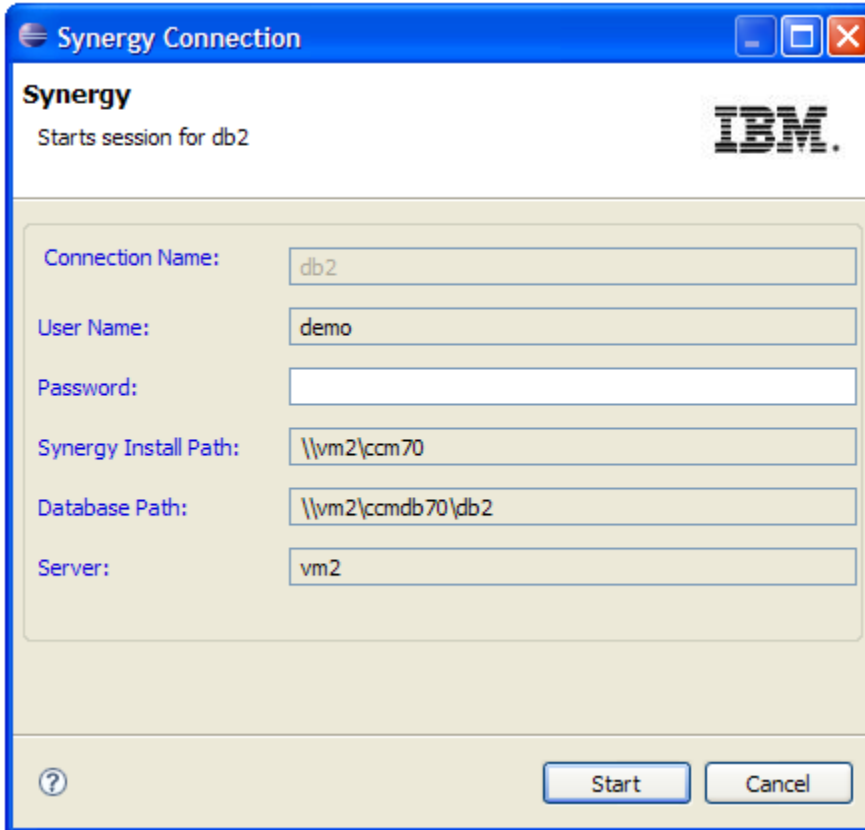 Synergy Connection
Synergy
Starts session for db2
IBM.
Connection Name: db2
User Name: demo
Password:
Synergy Install Path: \\vm2\ccm70
Database Path: \\vm2\ccmdb70\db2
Server: vm2
?
Start Cancel